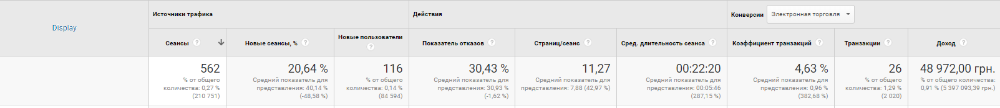 Display
Источники трафика
Действия
Конверсии Электронная торговля
Сеансы ?
Новые сеансы, % ?
Новые пользователи
?
Показатель отказов ?
Страниц/сеанс ?
Сред. длительность сеанса ?
Коэффициент транзакций ?
Транзакции ?
Доход ?
562
% от общего
количества: 0,27 %
(210 751)
20,64 %
Средний показатель для
представления: 40,14 %
(-48,58 %)
116
% от общего
количества: 0,14 %
(84 594)
30,43 %
Средний показатель для
представления: 30,93 %
(-1,62 %)
11,27
Средний показатель для
представления: 7,88 (42,97 %)
00:22:20
Средний показатель для
представления: 00:05:46
(287,15 %)
4,63 %
Средний показатель для
представления: 0,96 %
(382,68 %)
26
% от общего
количества: 1,29 %
(2 020)
48 972,00 грн.
% от общего количества:
0,91 % (5 397 093,39 грн.)